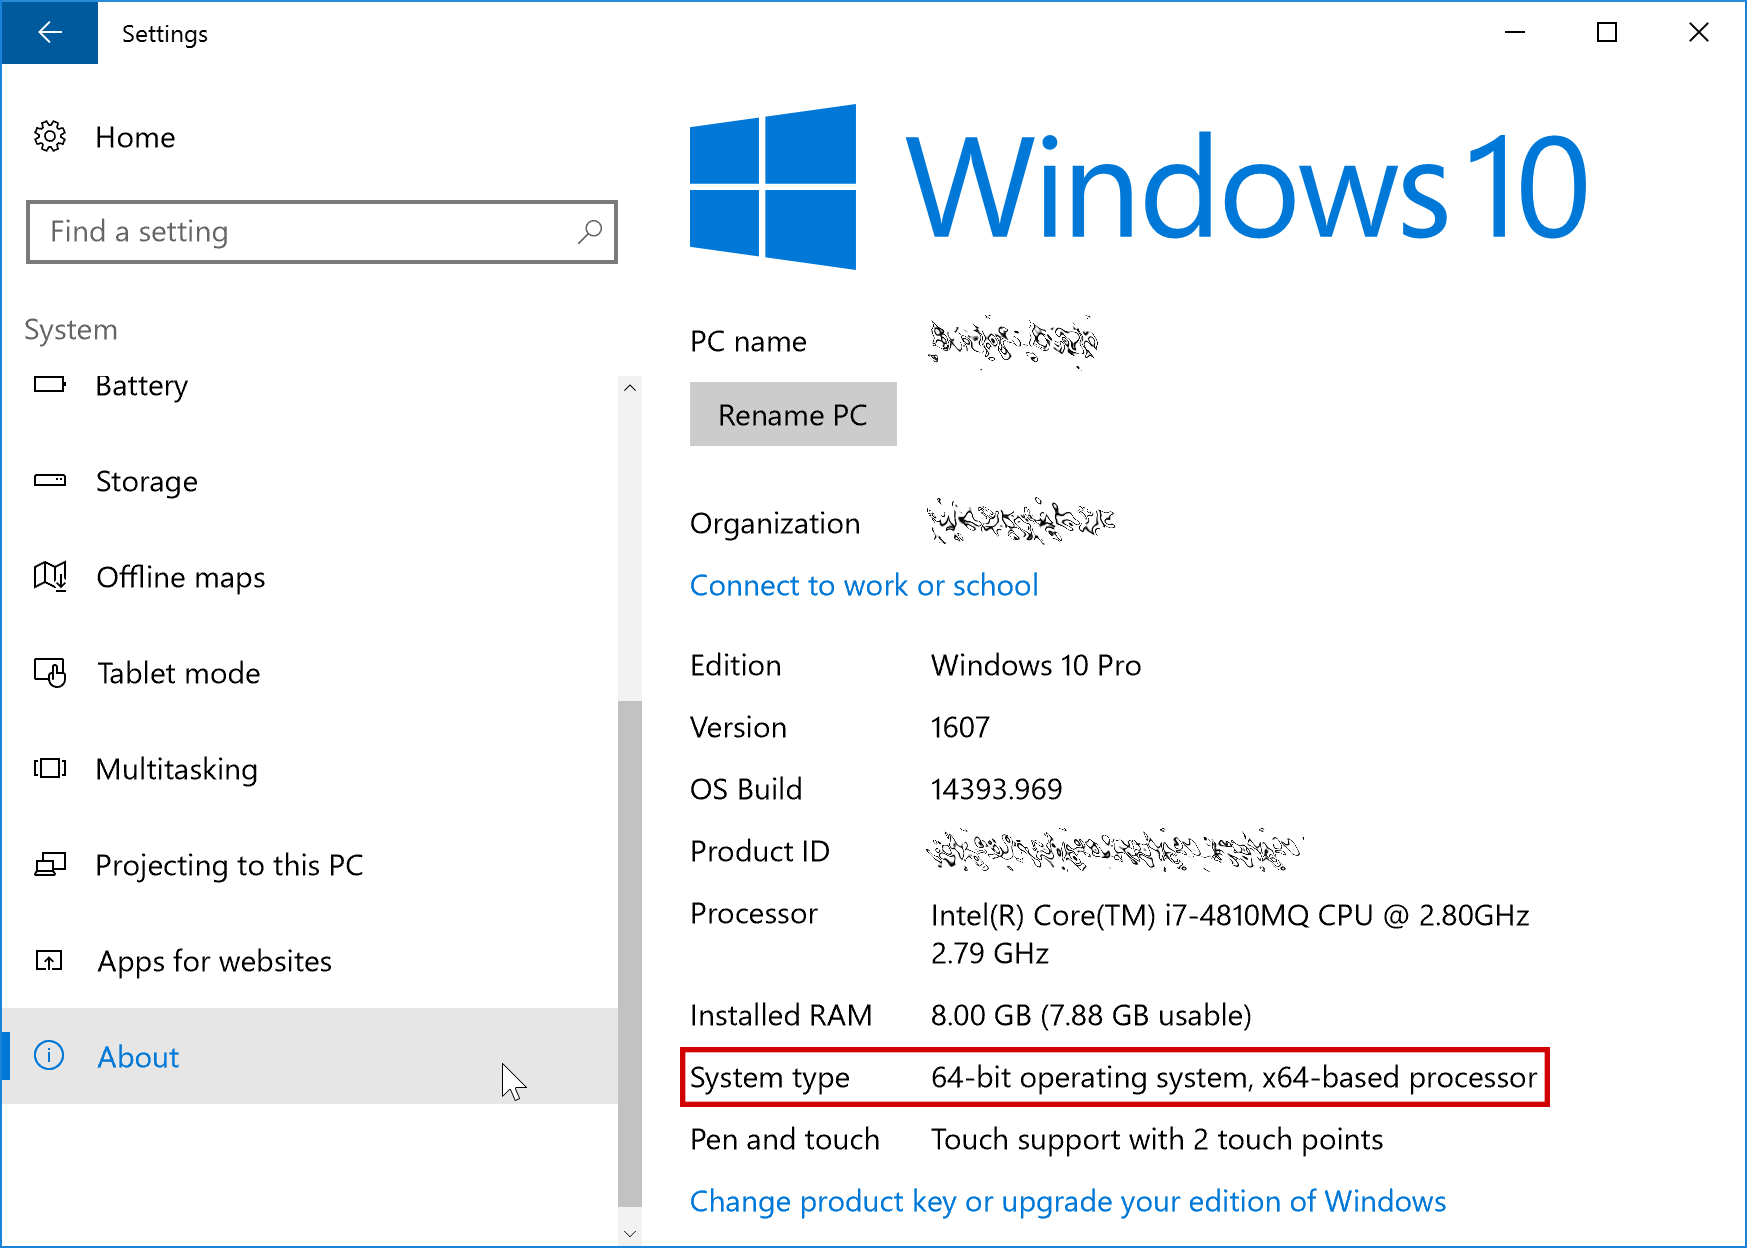 Settings
Home
Find a setting
System
Battery
Storage
Offline maps
Tablet mode
Multitasking
Projecting to this PC
Apps for websites
About
Windows 10
PC name
Rename PC
Organization
Connect to work or school
Edition Windows 10 Pro
Version 1607
OS Build 14393.969
Product ID
Processor Intel(R) Core(TM) i7-4810MQ CPU @ 2.80GHz
2.79 GHz
Installed RAM 8.00 GB (7.88 GB usable)
System type 64-bit operating system, x64-based processor
Pen and touch Touch support with 2 touch points
Change product key or upgrade your edition of Windows